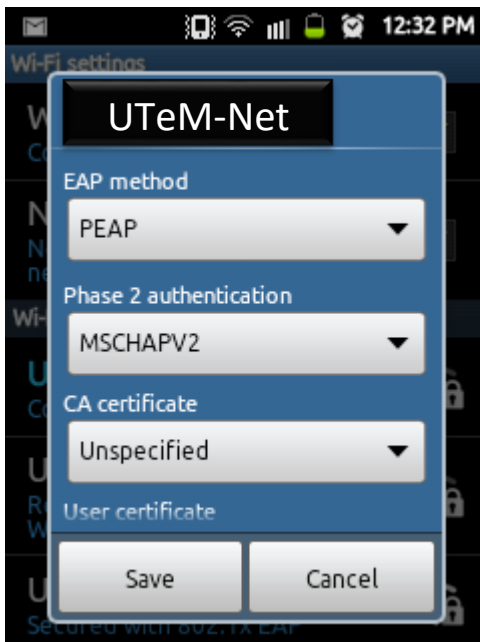 12:32 PM
Wi-Fi settings
UTeM-Net
EAP method
PEAP
Phase 2 authentication
MSCHAPV2
CA certificate
Unspecified
User certificate
Save
Cancel
Secured with 802.1x EAP